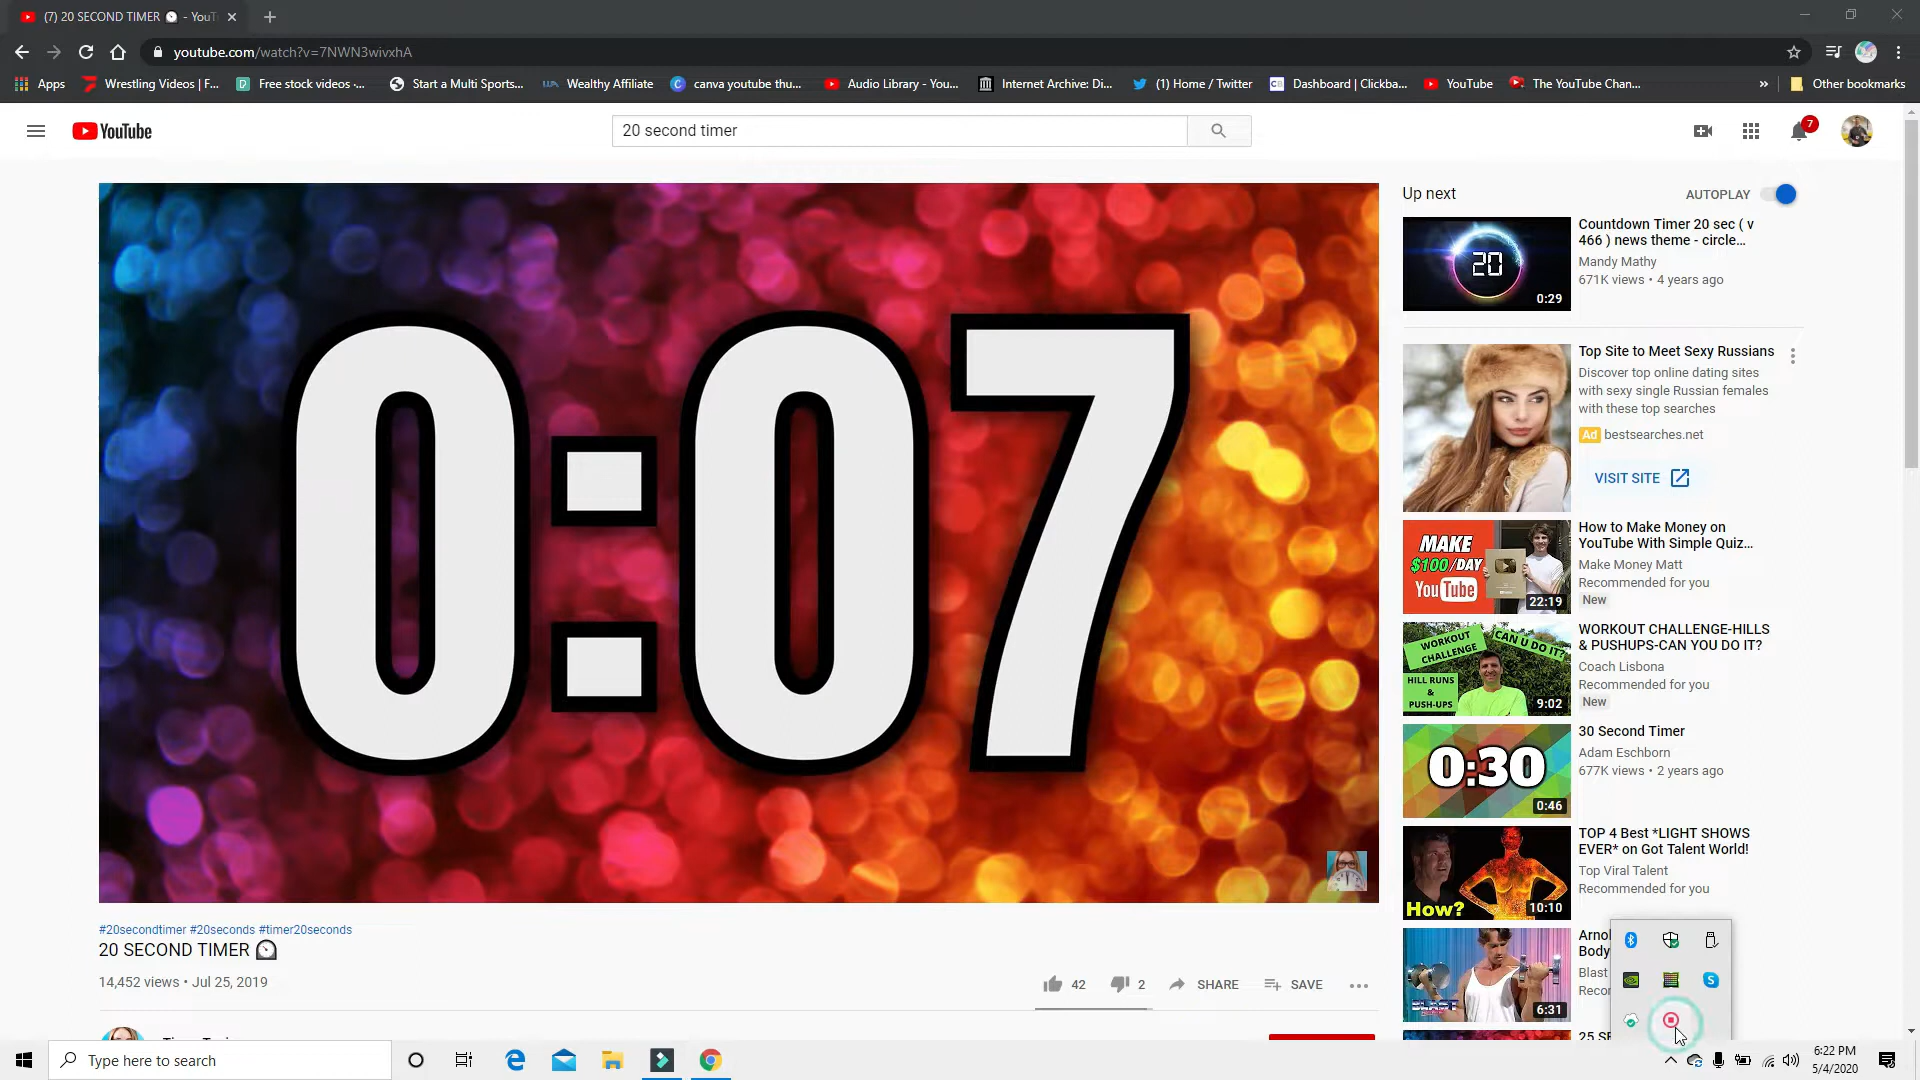 (7) 20 SECOND TIMER - YouT
youtube.com/watch?v=7NWN3wivxhA
Apps
Wrestling Videos | F...
Free stock videos -...
Start a Multi Sports...
WA
Wealthy Affiliate
canva youtube thu...
Audio Library - You...
Internet Archive: Di...
(1) Home / Twitter
CB
Dashboard | Clickba...
YouTube
The YouTube Chan...
»
Other bookmarks
YouTube
20 second timer
7
0:07
#20secondtimer #20seconds #timer20seconds
20 SECOND TIMER
14,452 views • Jul 25, 2019
42
2
SHARE
SAVE
Up next
AUTOPLAY
20
0:29
Countdown Timer 20 sec ( v
466 ) news theme - circle...
Mandy Mathy
671K views • 4 years ago
Top Site to Meet Sexy Russians
Discover top online dating sites
with sexy single Russian females
with these top searches
Ad bestsearches.net
VISIT SITE
MAKE
$100/DAY
YouTube
22:19
How to Make Money on
YouTube With Simple Quiz...
Make Money Matt
Recommended for you
New
WORKOUT
CHALLENGE
CAN U DO IT?
HILL RUNS
&
PUSH-UPS
9:02
WORKOUT CHALLENGE-HILLS
& PUSHUPS-CAN YOU DO IT?
Coach Lisbona
Recommended for you
New
0:30
0:46
30 Second Timer
Adam Eschborn
677K views • 2 years ago
How?
10:10
TOP 4 Best *LIGHT SHOWS
EVER* on Got Talent World!
Top Viral Talent
Recommended for you
BLAST
6:31
Arnol
Body
Blast
Recor
25 SE
Type here to search
6:22 PM
5/4/2020